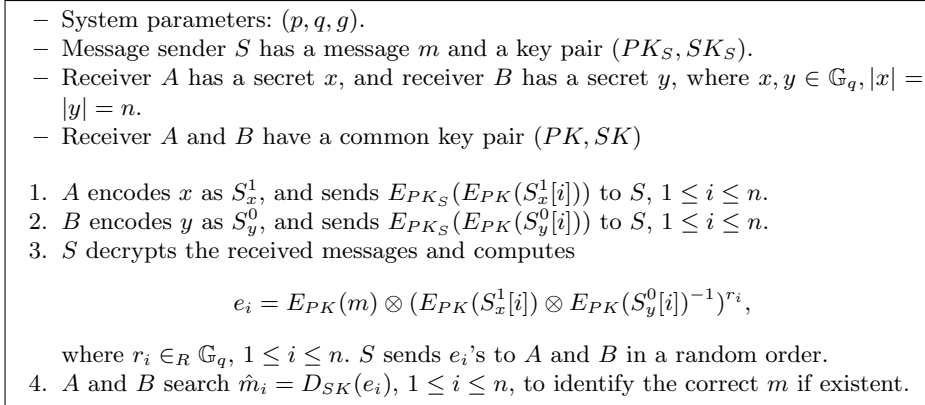 – System parameters: (p, q, g).
– Message sender S has a message m and a key pair (PK_S, SK_S).
– Receiver A has a secret x, and receiver B has a secret y, where x, y ∈ 𝔾_q, |x| =
|y| = n.
– Receiver A and B have a common key pair (PK, SK)
1. A encodes x as S_x^1, and sends E_{PK_S}(E_{PK}(S_x^1[i])) to S, 1 ≤ i ≤ n.
2. B encodes y as S_y^0, and sends E_{PK_S}(E_{PK}(S_y^0[i])) to S, 1 ≤ i ≤ n.
3. S decrypts the received messages and computes
e_i = E_{PK}(m) ⊗ (E_{PK}(S_x^1[i]) ⊗ E_{PK}(S_y^0[i])^{-1})^{r_i},
where r_i ∈_R 𝔾_q, 1 ≤ i ≤ n. S sends e_i's to A and B in a random order.
4. A and B search m̂_i = D_{SK}(e_i), 1 ≤ i ≤ n, to identify the correct m if existent.